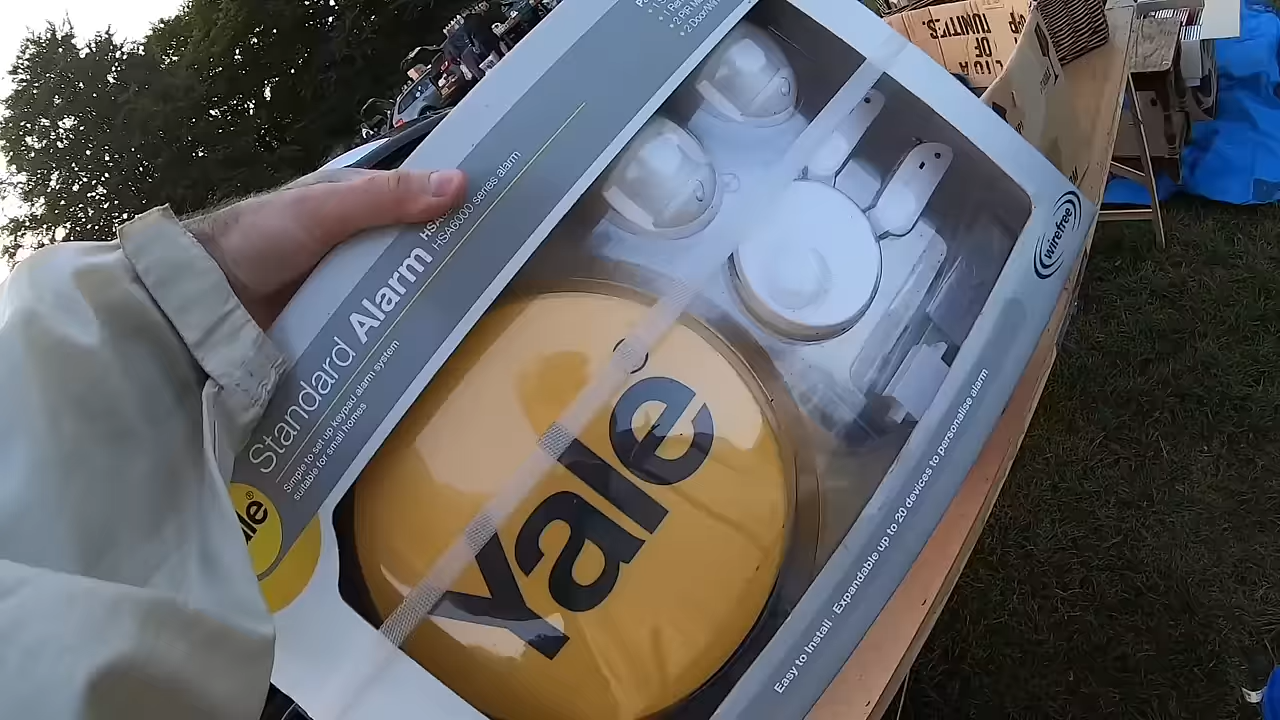 Standard Alarm
HSA6000 series alarm
Simple to set up keypad alarm system
suitable for small homes
Yale
wirefree
Easy to Install · Expandable up to 20 devices to personalise alarm
OF